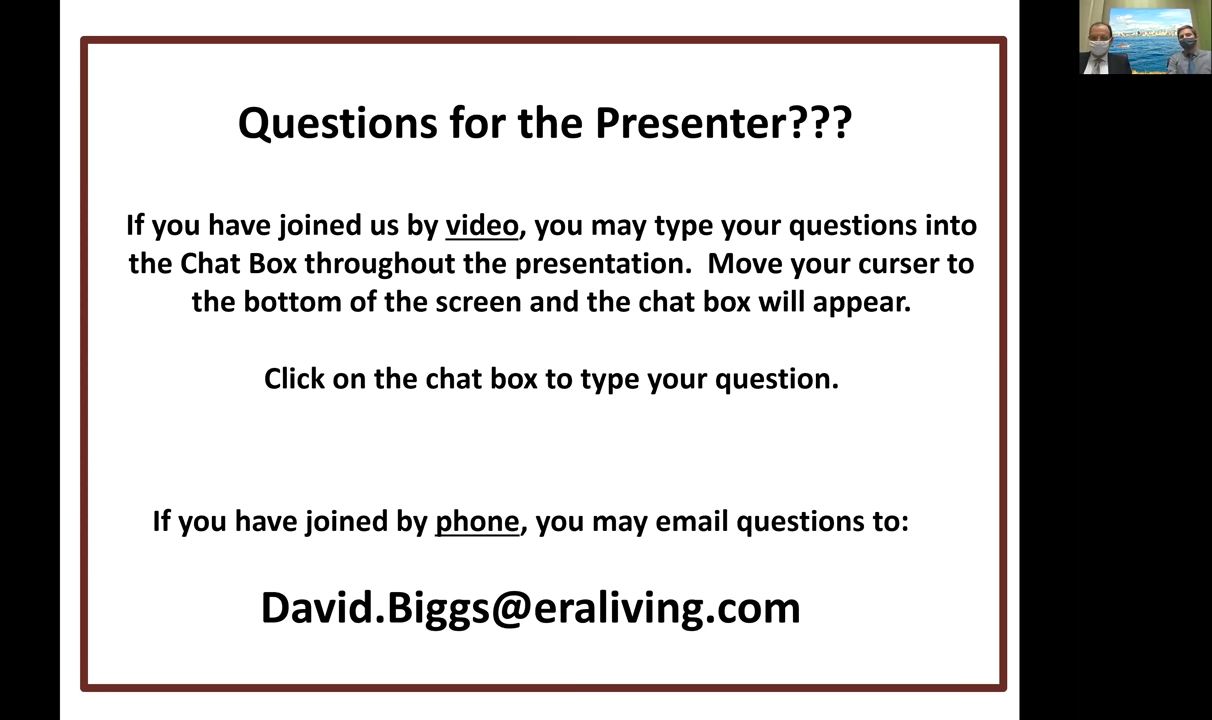 Questions for the Presenter???
If you have joined us by video, you may type your questions into
the Chat Box throughout the presentation.  Move your curser to
the bottom of the screen and the chat box will appear.
Click on the chat box to type your question.
If you have joined by phone, you may email questions to:
David.Biggs@eraliving.com